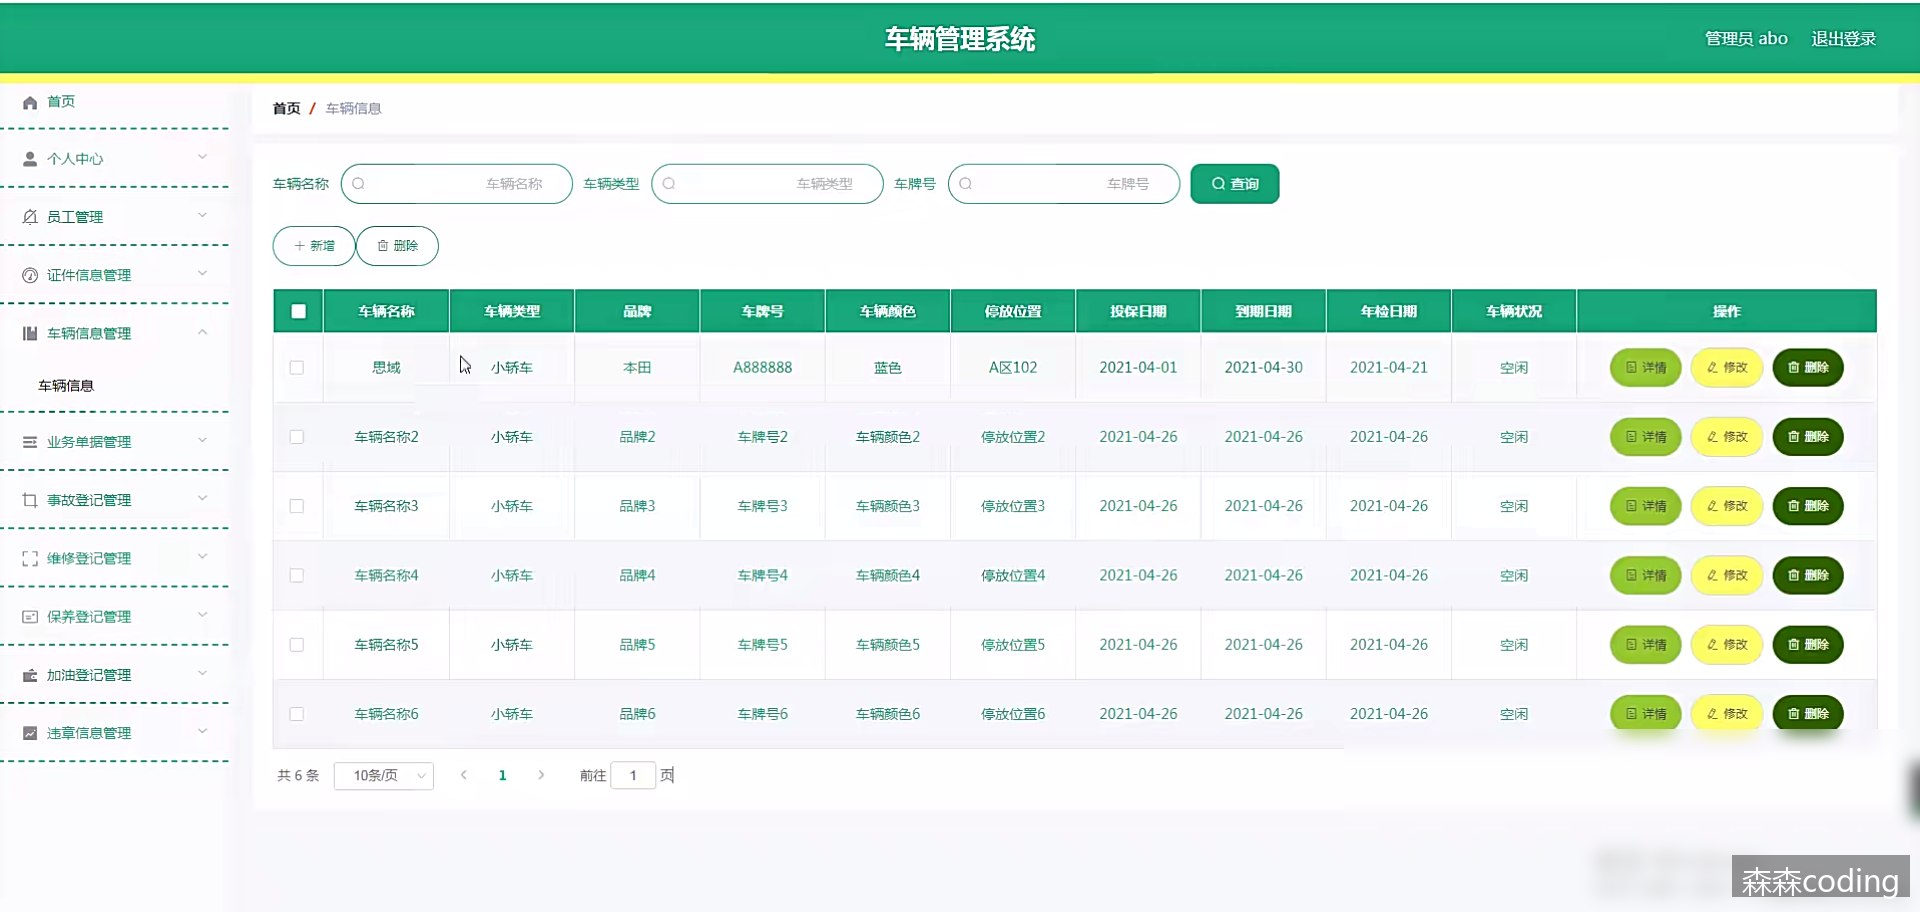 车辆管理系统
管理员 abo 退出登录
首页
个人中心
员工管理
证件信息管理
车辆信息管理
车辆信息
业务单据管理
事故登记管理
维修登记管理
保养登记管理
加油登记管理
违章信息管理
首页 / 车辆信息
车辆名称 车辆名称 车辆类型 车辆类型 车牌号 车牌号 查询
新增 删除
车辆名称 车辆类型 品牌 车牌号 车辆颜色 停放位置 投保日期 到期日期 年检日期 车辆状况 操作
思域 小轿车 本田 A888888 蓝色 A区102 2021-04-01 2021-04-30 2021-04-21 空闲 详情 修改 删除
车辆名称2 小轿车 品牌2 车牌号2 车辆颜色2 停放位置2 2021-04-26 2021-04-26 2021-04-26 空闲 详情 修改 删除
车辆名称3 小轿车 品牌3 车牌号3 车辆颜色3 停放位置3 2021-04-26 2021-04-26 2021-04-26 空闲 详情 修改 删除
车辆名称4 小轿车 品牌4 车牌号4 车辆颜色4 停放位置4 2021-04-26 2021-04-26 2021-04-26 空闲 详情 修改 删除
车辆名称5 小轿车 品牌5 车牌号5 车辆颜色5 停放位置5 2021-04-26 2021-04-26 2021-04-26 空闲 详情 修改 删除
车辆名称6 小轿车 品牌6 车牌号6 车辆颜色6 停放位置6 2021-04-26 2021-04-26 2021-04-26 空闲 详情 修改 删除
共 6 条 10条/页 1 前往 1 页
森森coding